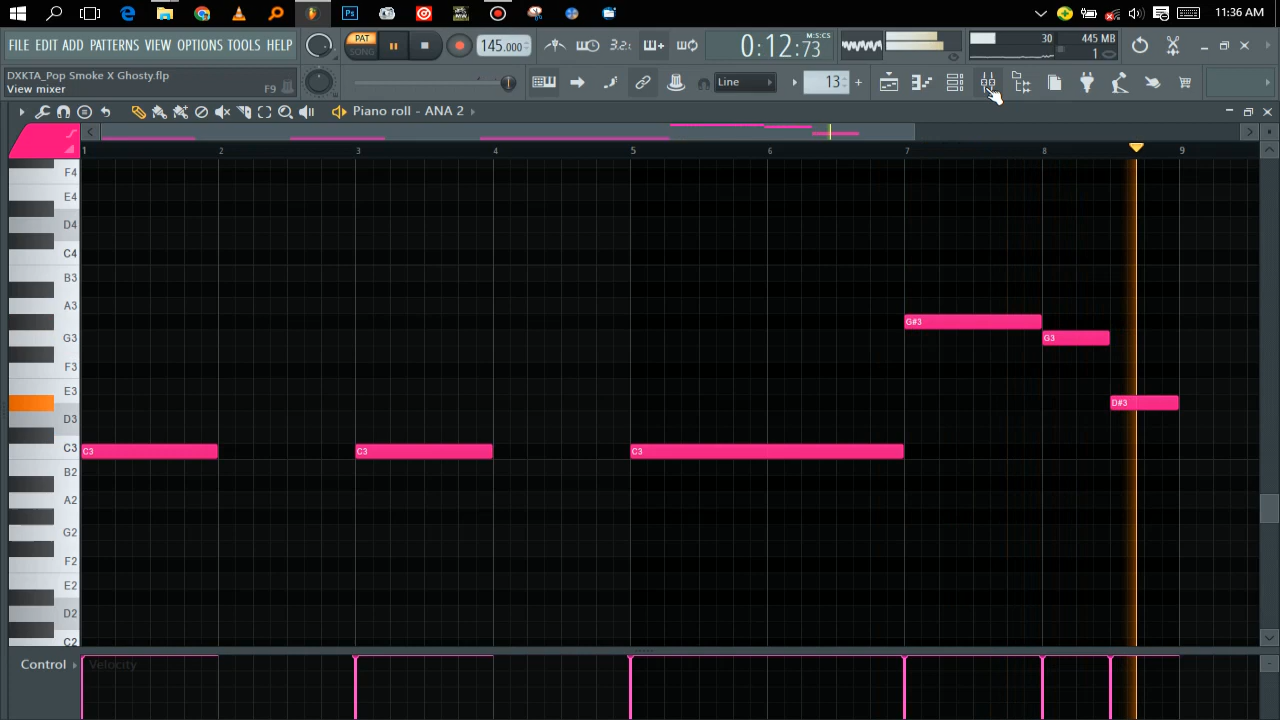 11:36 AM
FILE EDIT ADD PATTERNS VIEW OPTIONS TOOLS HELP
PAT
SONG
145.000
3.2.
0:12:73
M:S:CS
30
445 MB
1
DXKTA_Pop Smoke X Ghosty.flp
View mixer
F9
Line
13
Piano roll - ANA 2
1 2 3 4 5 6 7 8 9
F4
E4
D4
C4
B3
A3
G#3
G3
G3
F3
E3
D#3
D3
C3
C3
C3
C3
B2
A2
G2
F2
E2
D2
C2
Control
Velocity